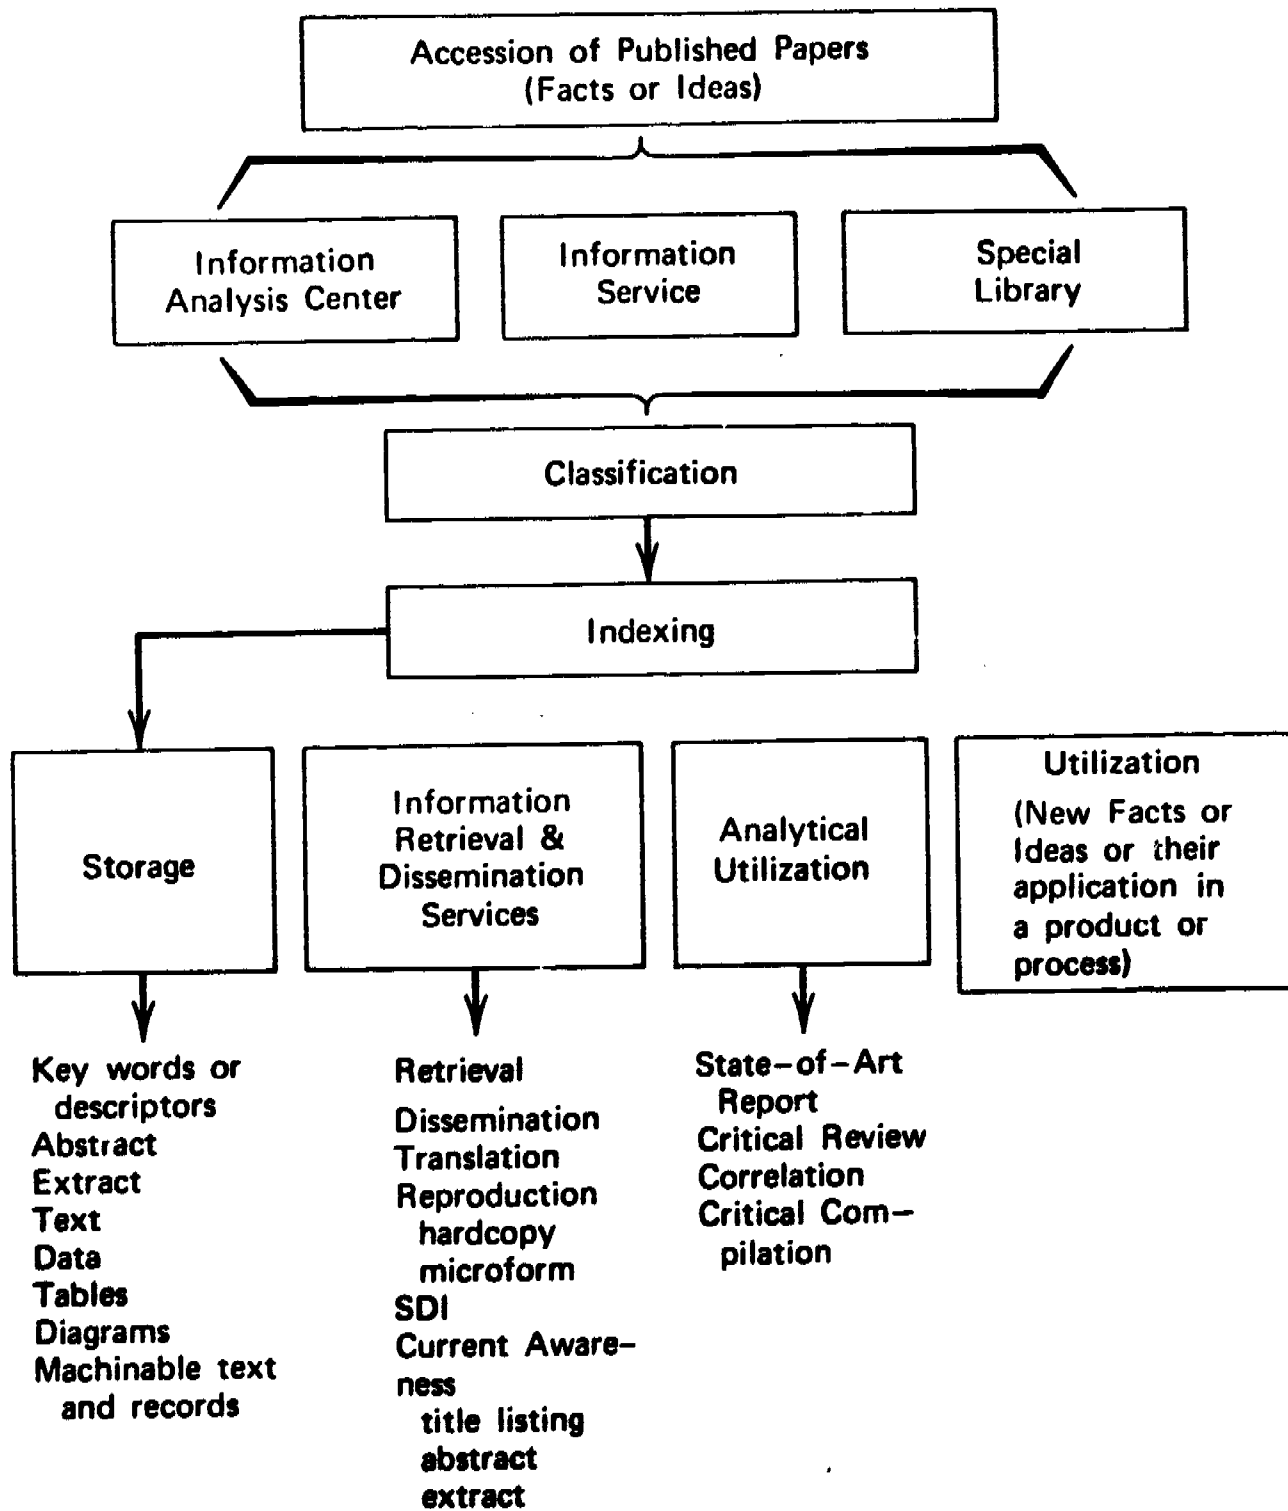 Accession of Published Papers
(Facts or Ideas)
Information
Analysis Center
Information
Service
Special
Library
Classification
Indexing
Storage
Information
Retrieval &
Dissemination
Services
Analytical
Utilization
Utilization
(New Facts or
Ideas or their
application in
a product or
process)
Key words or
descriptors
Abstract
Extract
Text
Data
Tables
Diagrams
Machinable text
and records
Retrieval
Dissemination
Translation
Reproduction
hardcopy
microform
SDI
Current Aware-
ness
title listing
abstract
extract
State-of-Art
Report
Critical Review
Correlation
Critical Com-
pilation